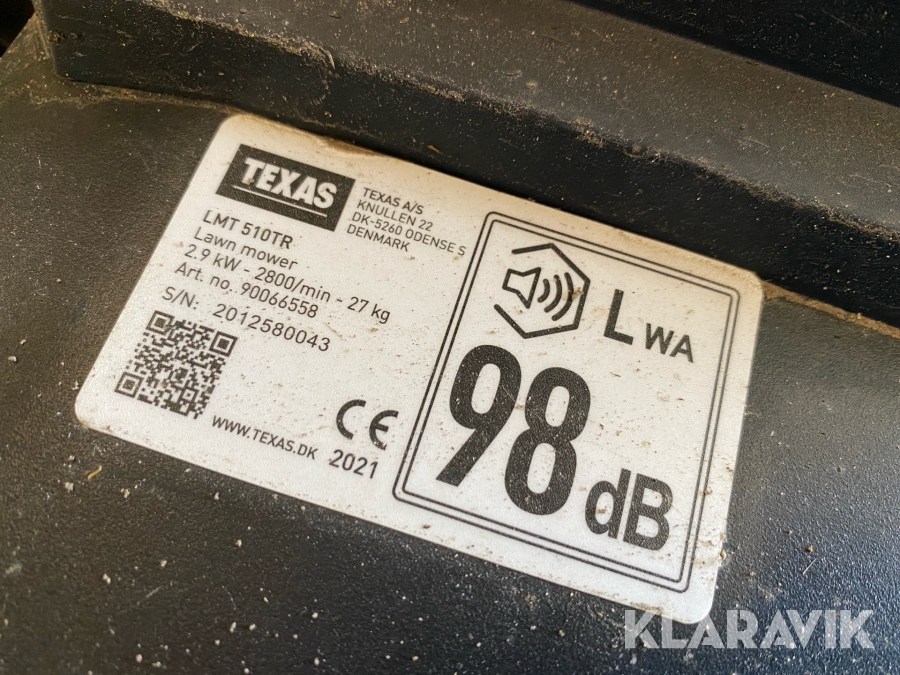 TEXAS
TEXAS A/S
KNULLEN 22
DK-5260 ODENSE S
DENMARK
LMT 510TR
Lawn mower
2.9 kW - 2800/min - 27 kg
Art. no. 90066558
S/N: 2012580043
WWW.TEXAS.DK
CE
2021
LWA
98 dB
KLARAVIK